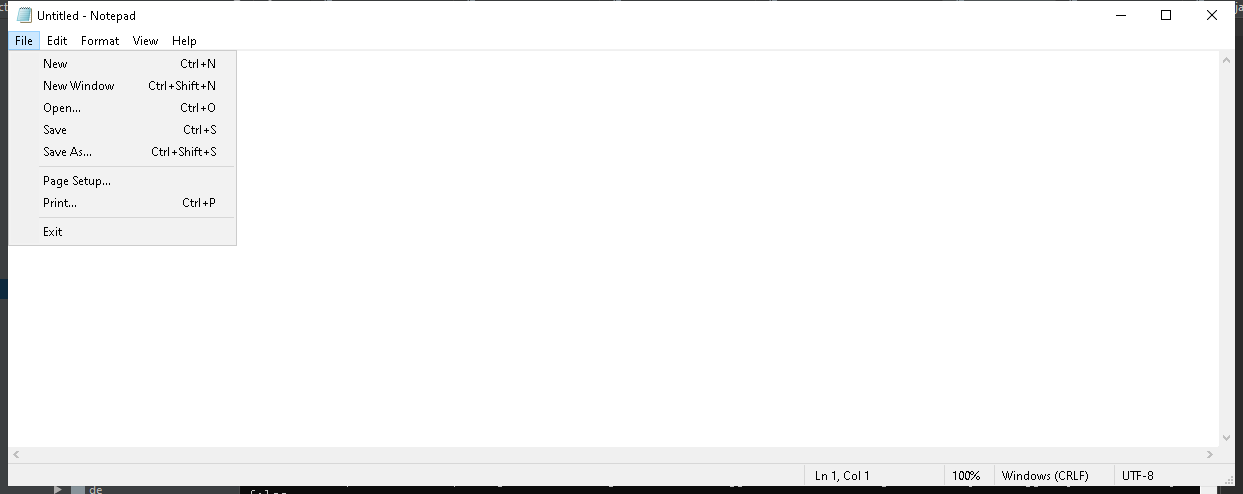 Untitled - Notepad
File Edit Format View Help
New Ctrl+N
New Window Ctrl+Shift+N
Open... Ctrl+O
Save Ctrl+S
Save As... Ctrl+Shift+S
Page Setup...
Print... Ctrl+P
Exit
Ln 1, Col 1 100% Windows (CRLF) UTF-8
de